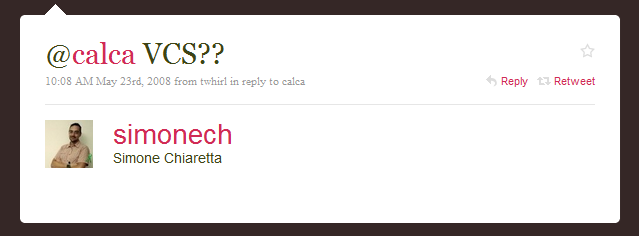 @calca VCS??
10:08 AM May 23rd, 2008 from twhirl in reply to calca
Reply Retweet
simonech
Simone Chiaretta